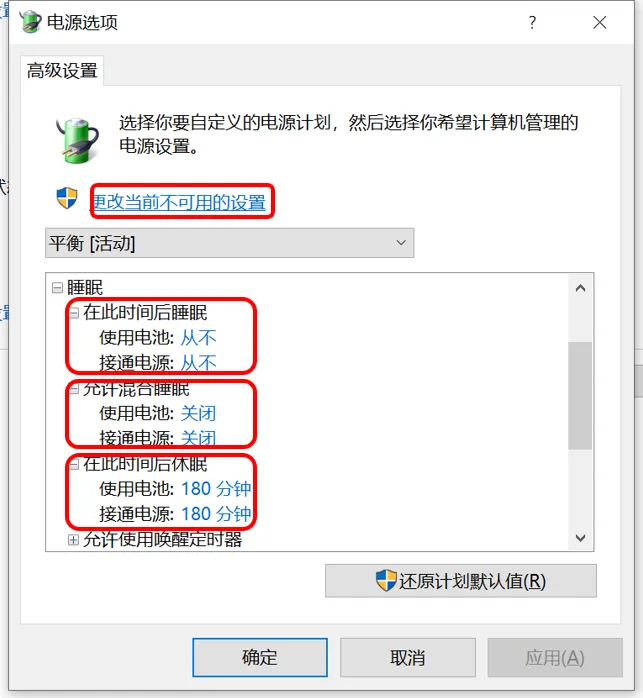 电源选项
高级设置
选择你要自定义的电源计划，然后选择你希望计算机管理的
电源设置。
更改当前不可用的设置
平衡 [活动]
睡眠
在此时间后睡眠
使用电池: 从不
接通电源: 从不
允许混合睡眠
使用电池: 关闭
接通电源: 关闭
在此时间后休眠
使用电池: 180 分钟
接通电源: 180 分钟
允许使用唤醒定时器
还原计划默认值(R)
确定
取消
应用(A)